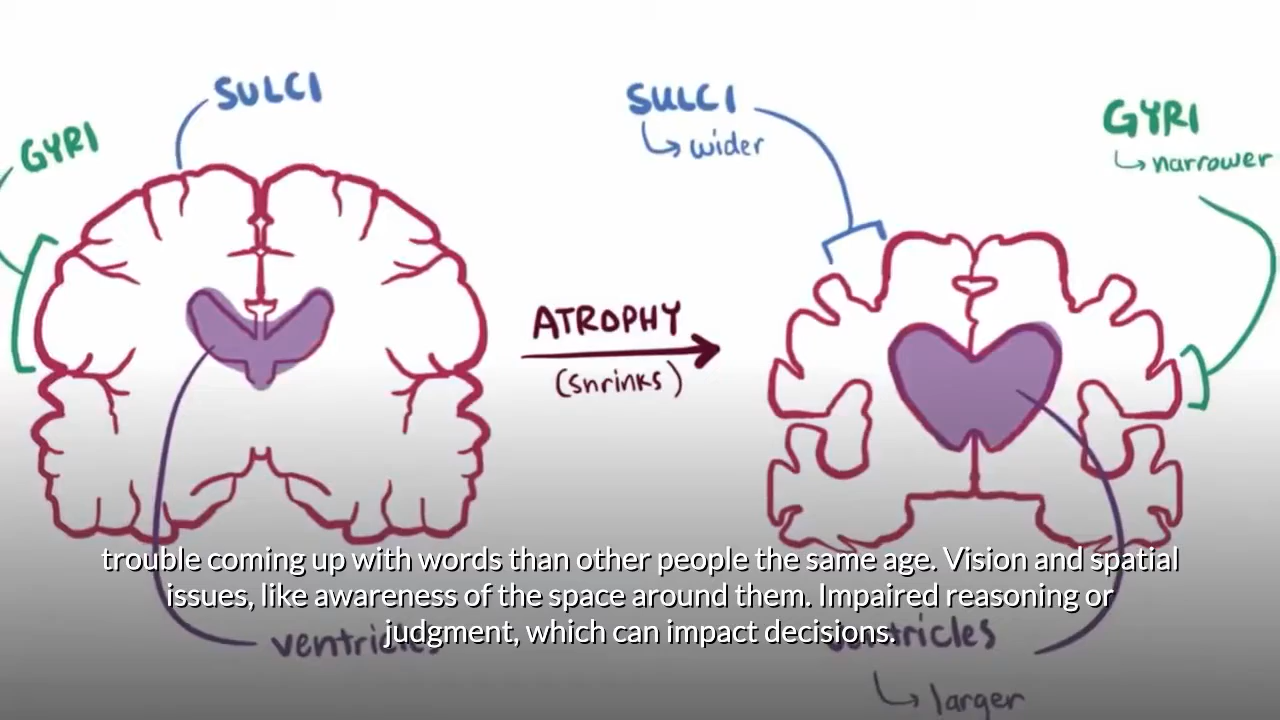 SULCI
GYRI
SULCI
↳ wider
GYRI
↳ narrower
ATROPHY
(shrinks)
trouble coming up with words than other people the same age. Vision and spatial
issues, like awareness of the space around them. Impaired reasoning or
judgment, which can impact decisions.
ventricles
ventricles
↳ larger